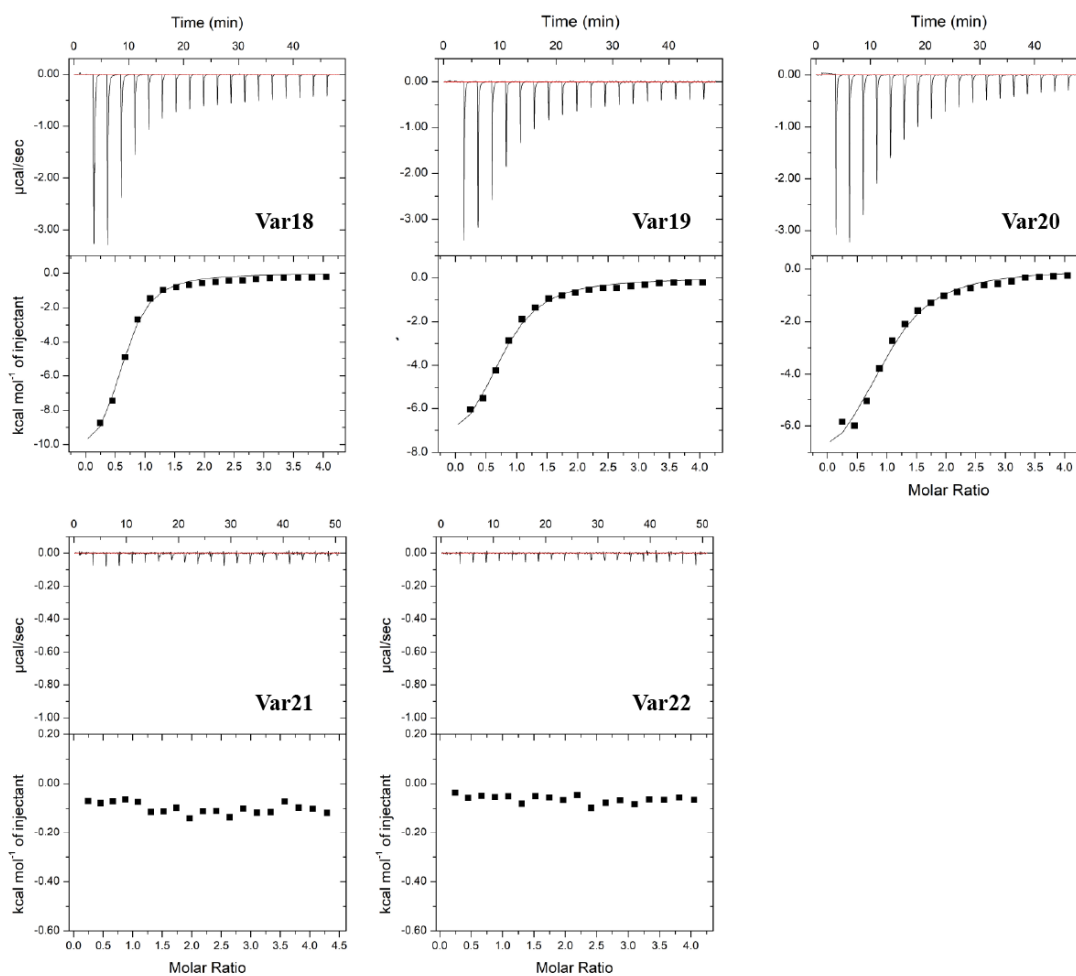 Time (min)
0 10 20 30 40
0.00
-1.00
-2.00
-3.00
µcal/sec
Var18
0.0
-2.0
-4.0
-6.0
-8.0
-10.0
kcal mol⁻¹ of injectant
0.0 0.5 1.0 1.5 2.0 2.5 3.0 3.5 4.0
Time (min)
0 10 20 30 40
0.00
-1.00
-2.00
-3.00
Var19
0.0
-2.0
-4.0
-6.0
-8.0
0.0 0.5 1.0 1.5 2.0 2.5 3.0 3.5 4.0
Time (min)
0 10 20 30 40
0.00
-1.00
-2.00
-3.00
Var20
0.0
-2.0
-4.0
-6.0
0.0 0.5 1.0 1.5 2.0 2.5 3.0 3.5 4.0
Molar Ratio
0 10 20 30 40 50
0.00
-0.20
-0.40
-0.60
-0.80
-1.00
µcal/sec
Var21
0.20
0.00
-0.20
-0.40
-0.60
kcal mol⁻¹ of injectant
0.0 0.5 1.0 1.5 2.0 2.5 3.0 3.5 4.0 4.5
Molar Ratio
0 10 20 30 40 50
0.00
-0.20
-0.40
-0.60
-0.80
-1.00
µcal/sec
Var22
0.20
0.00
-0.20
-0.40
-0.60
kcal mol⁻¹ of injectant
0.0 0.5 1.0 1.5 2.0 2.5 3.0 3.5 4.0
Molar Ratio